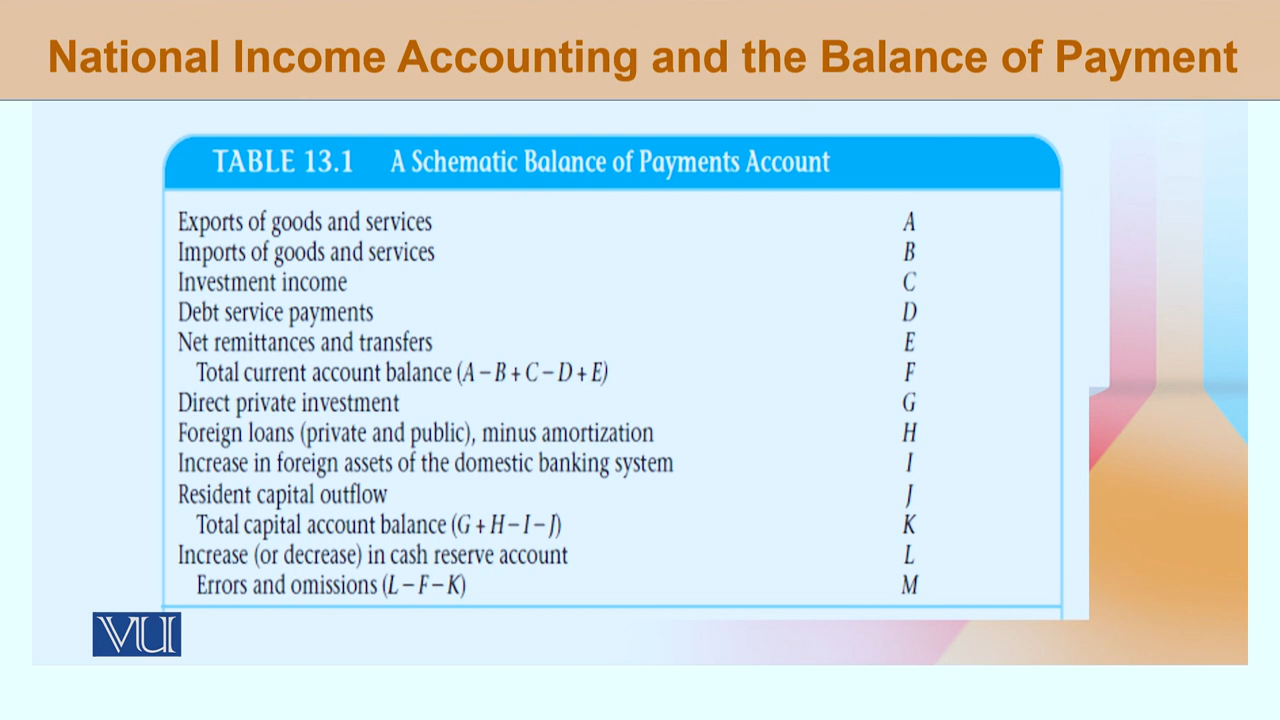 National Income Accounting and the Balance of Payment
TABLE 13.1 A Schematic Balance of Payments Account
Exports of goods and services A
Imports of goods and services B
Investment income C
Debt service payments D
Net remittances and transfers E
Total current account balance (A – B + C – D + E) F
Direct private investment G
Foreign loans (private and public), minus amortization H
Increase in foreign assets of the domestic banking system I
Resident capital outflow J
Total capital account balance (G + H – I – J) K
Increase (or decrease) in cash reserve account L
Errors and omissions (L – F – K) M
VU